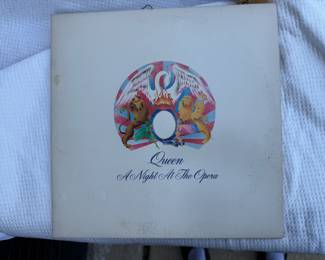 Queen
A Night At The Opera